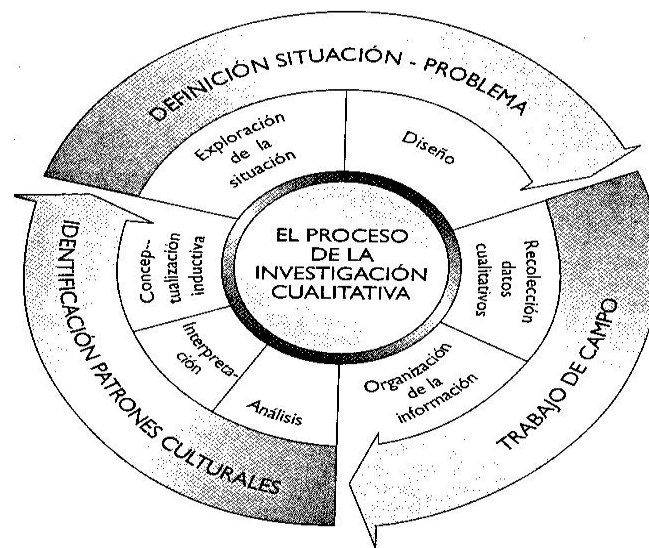 DEFINICIÓN SITUACIÓN - PROBLEMA
Exploración
de la
situación
Diseño
EL PROCESO
DE LA
INVESTIGACIÓN
CUALITATIVA
Recolección
datos
cualitativos
TRABAJO DE CAMPO
Organización
de la
información
Análisis
Interpreta-
ción
Concep-
tualización
inductiva
IDENTIFICACIÓN PATRONES CULTURALES